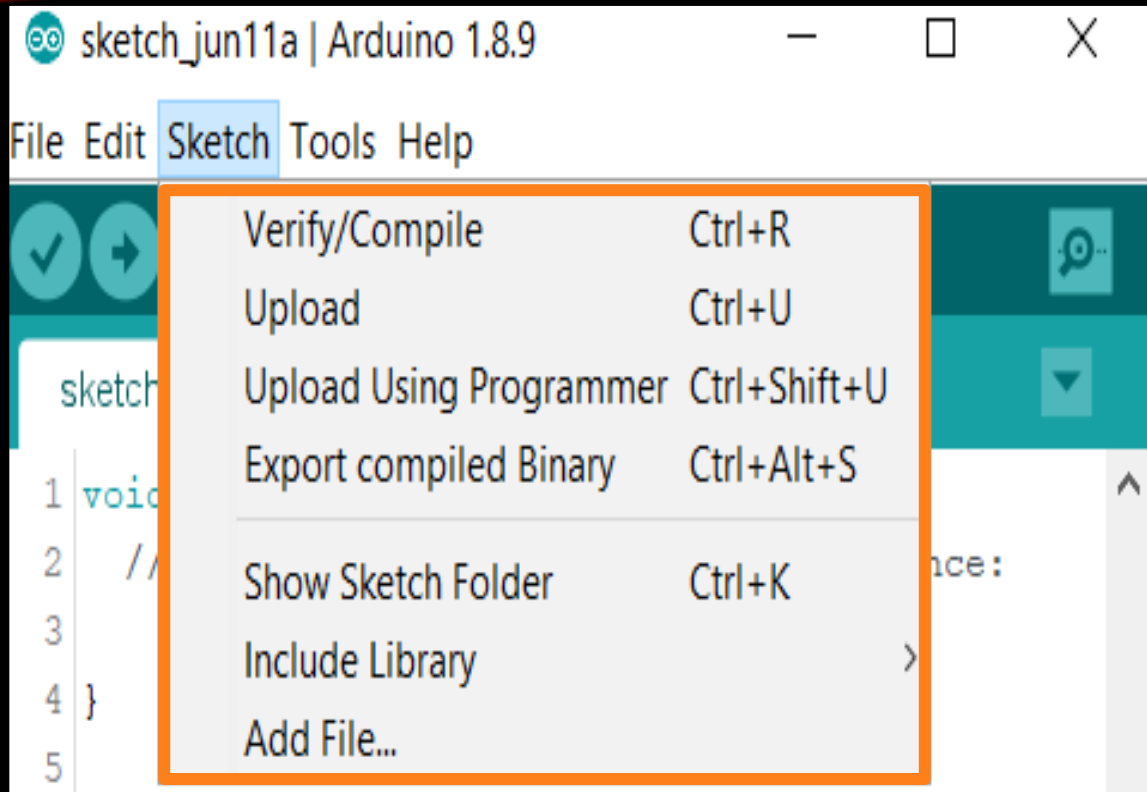 sketch_jun11a | Arduino 1.8.9
File Edit Sketch Tools Help
Verify/Compile Ctrl+R
Upload Ctrl+U
Upload Using Programmer Ctrl+Shift+U
Export compiled Binary Ctrl+Alt+S
Show Sketch Folder Ctrl+K
Include Library
Add File...
sketch
1 voic
2 // nce:
3
4 }
5